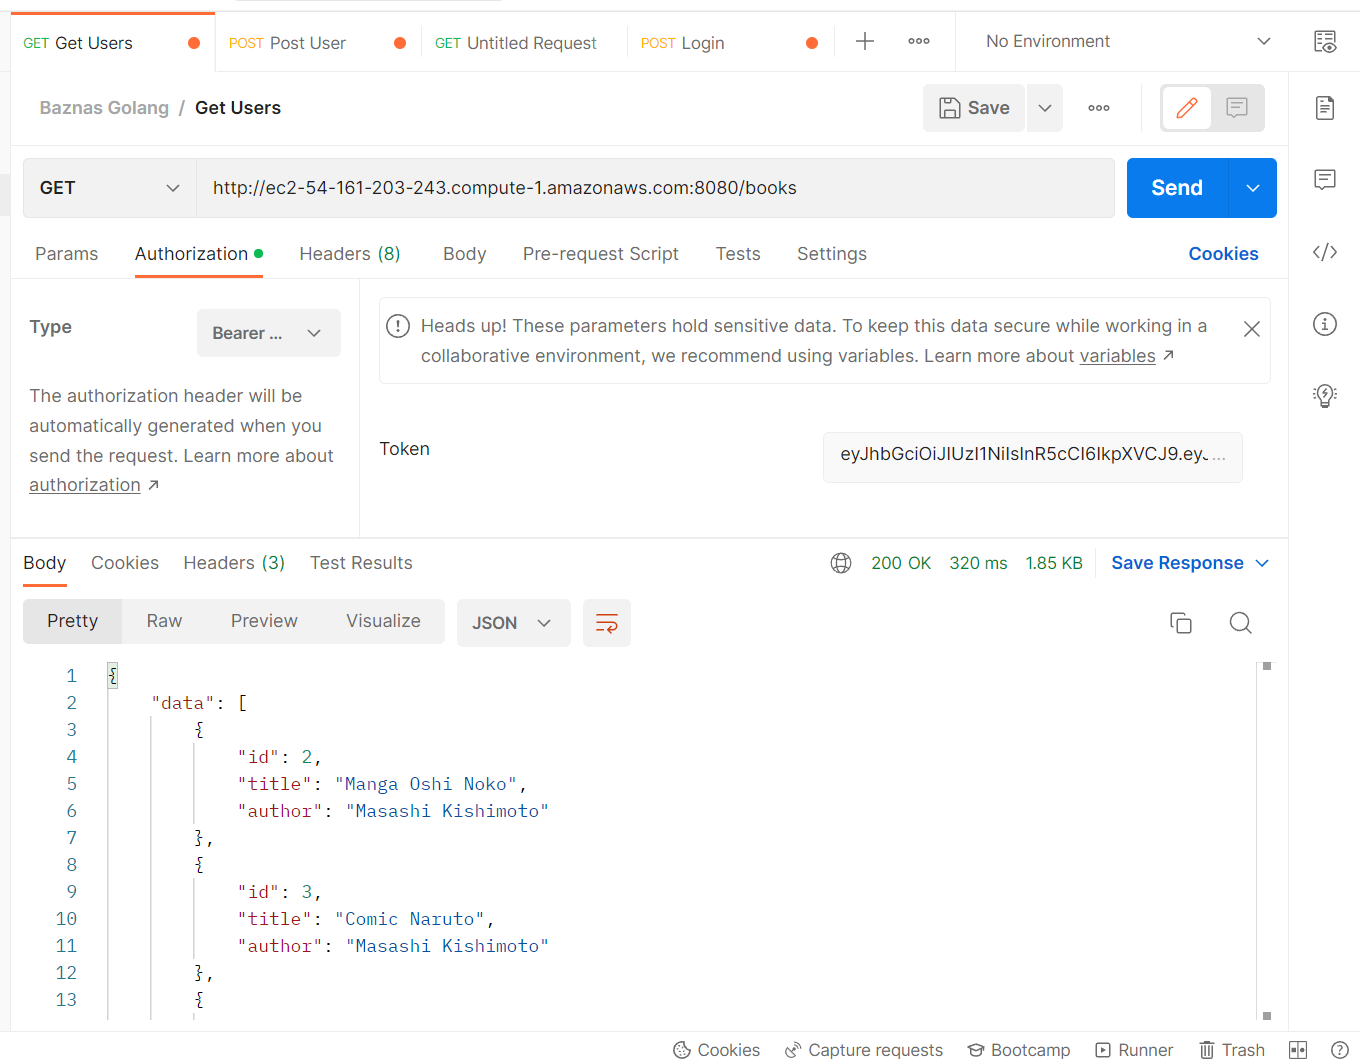 GET Get Users
POST Post User
GET Untitled Request
POST Login
No Environment
Baznas Golang / Get Users
Save
GET
http://ec2-54-161-203-243.compute-1.amazonaws.com:8080/books
Send
Params Authorization Headers (8) Body Pre-request Script Tests Settings Cookies
Type
Bearer ...
The authorization header will be
automatically generated when you
send the request. Learn more about
authorization
Heads up! These parameters hold sensitive data. To keep this data secure while working in a
collaborative environment, we recommend using variables. Learn more about variables
Token
eyJhbGciOiJIUzI1NiIsInR5cCI6IkpXVCJ9.eyJ...
Body Cookies Headers (3) Test Results
200 OK 320 ms 1.85 KB Save Response
Pretty Raw Preview Visualize JSON
1 {
2 "data": [
3 {
4 "id": 2,
5 "title": "Manga Oshi Noko",
6 "author": "Masashi Kishimoto"
7 },
8 {
9 "id": 3,
10 "title": "Comic Naruto",
11 "author": "Masashi Kishimoto"
12 },
13 {
Cookies Capture requests Bootcamp Runner Trash